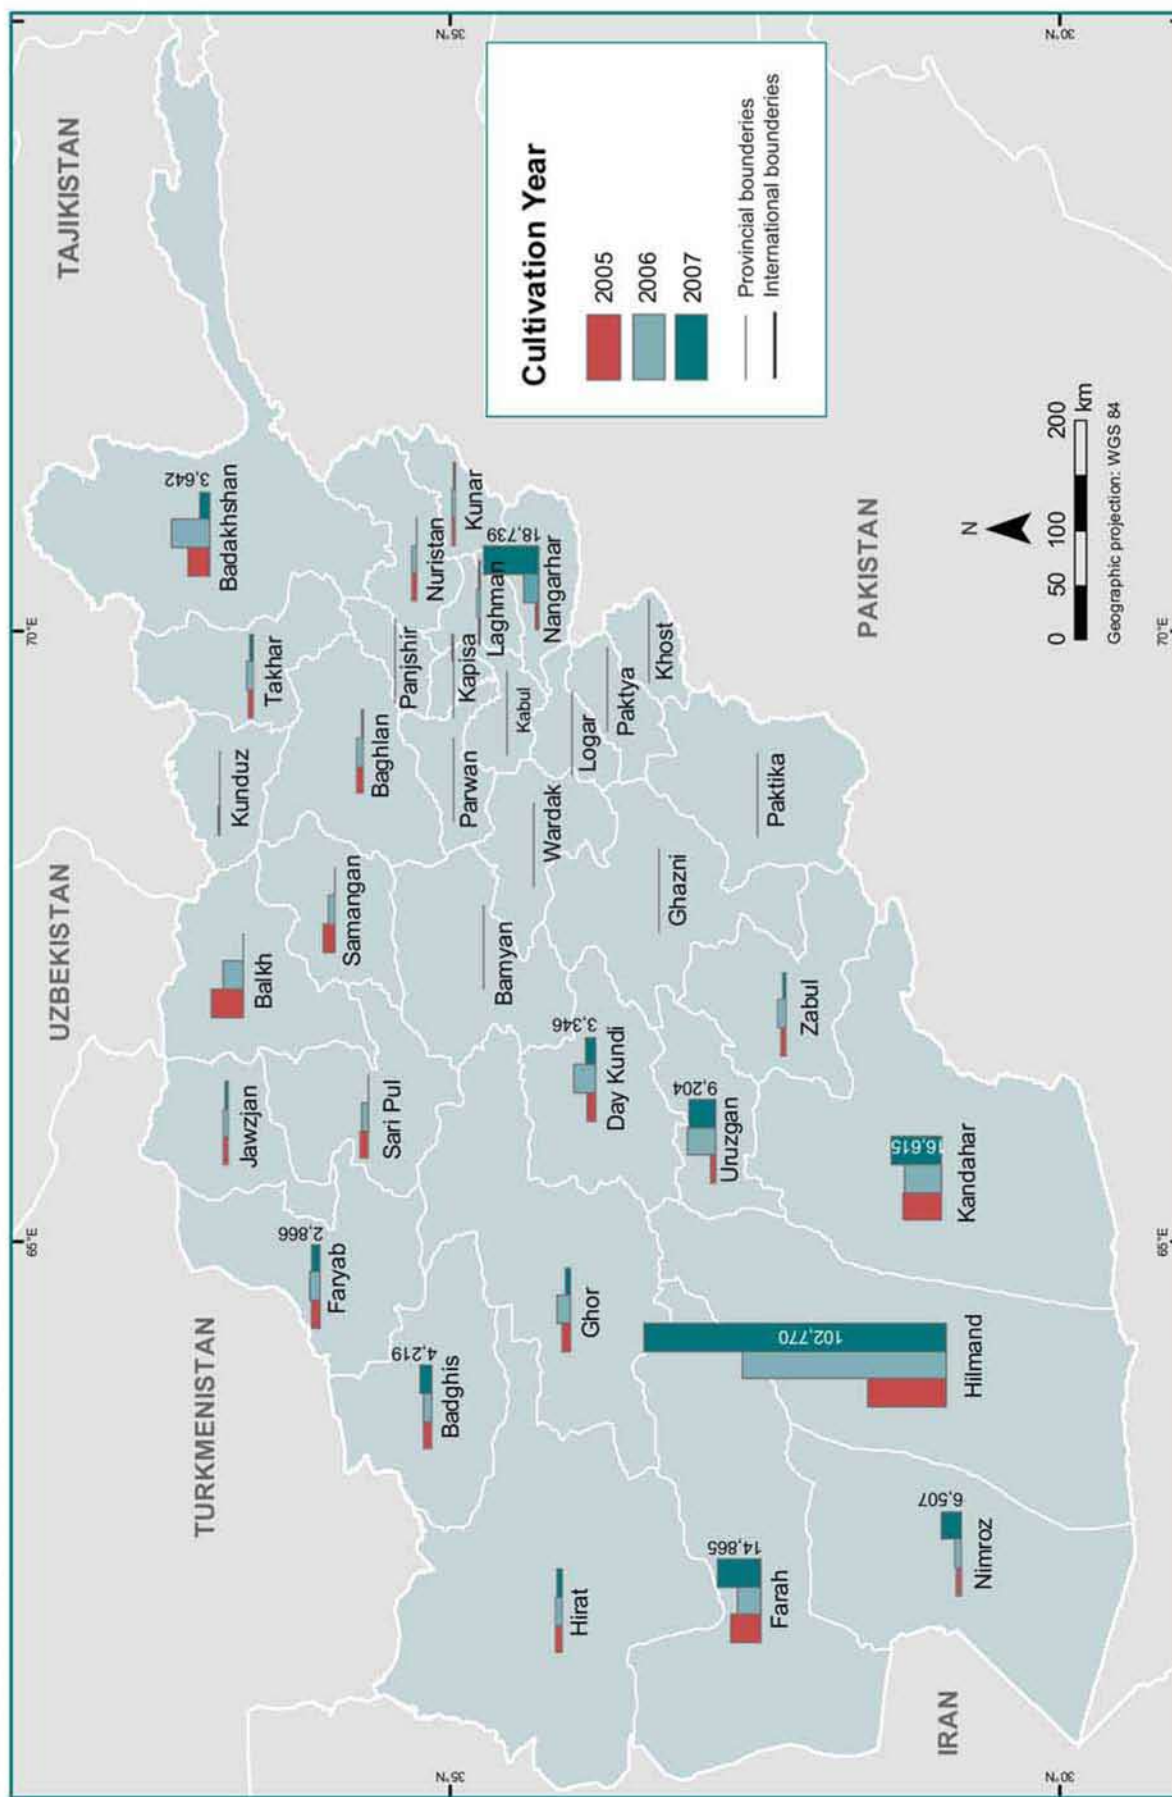 TAJIKISTAN
UZBEKISTAN
TURKMENISTAN
PAKISTAN
IRAN
35°N
30°N
70°E
65°E
35°N
30°N
70°E
65°E
3,642
Badakhshan
Takhar
Kunduz
Balkh
Jawzjan
2,866
Faryab
Samangan
Baghlan
Sari Pul
Nuristan
Panjshir
Kunar
4,219
Badghis
Kapisa
Parwan
Laghman
Bamyan
18,739
Nangarhar
Kabul
Wardak
Logar
Ghor
Hirat
3,346
Day Kundi
Paktya
Khost
Ghazni
9,204
Uruzgan
14,865
Farah
Paktika
Zabul
16,615
Kandahar
102,770
Hilmand
6,507
Nimroz
Cultivation Year
2005
2006
2007
Provincial bounderies
International bounderies
N
0 50 100 200
km
Geographic projection: WGS 84